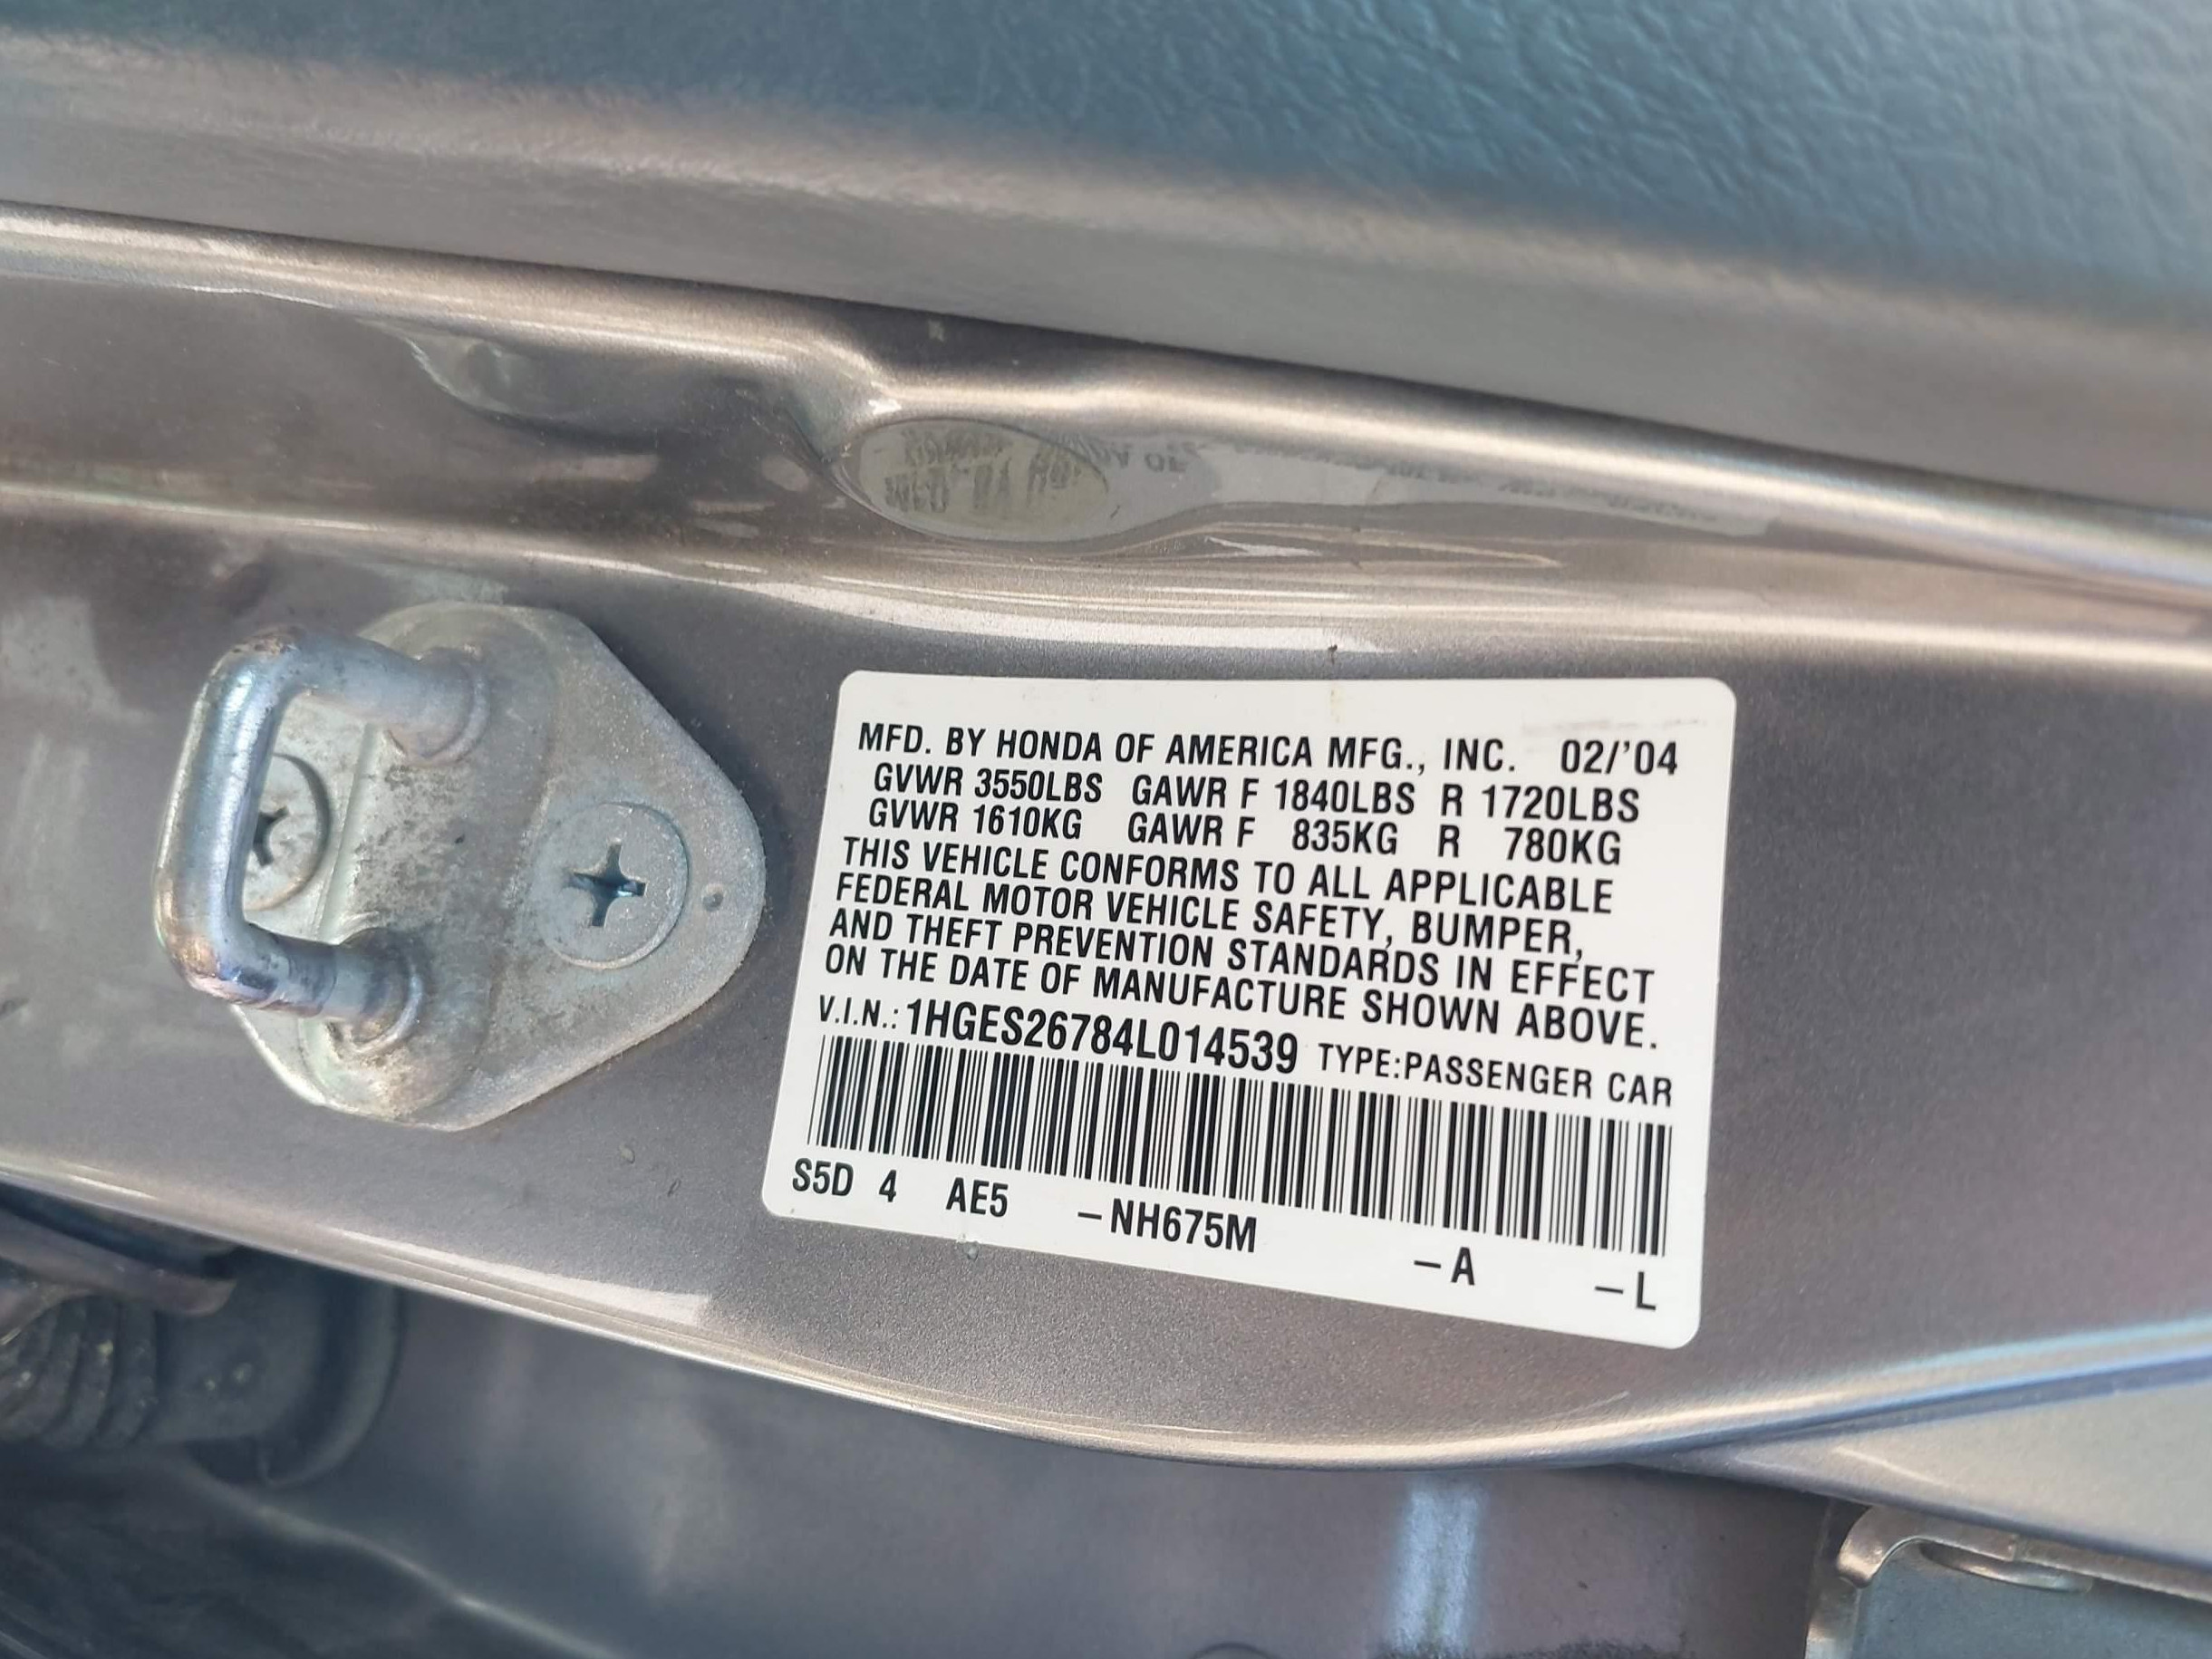 MFD. BY HONDA OF AMERICA MFG., INC. 02/'04
GVWR 3550LBS GAWR F 1840LBS R 1720LBS
GVWR 1610KG GAWR F 835KG R 780KG
THIS VEHICLE CONFORMS TO ALL APPLICABLE
FEDERAL MOTOR VEHICLE SAFETY, BUMPER,
AND THEFT PREVENTION STANDARDS IN EFFECT
ON THE DATE OF MANUFACTURE SHOWN ABOVE.
V.I.N.: 1HGES26784L014539 TYPE:PASSENGER CAR
S5D 4 AE5 –NH675M –A –L